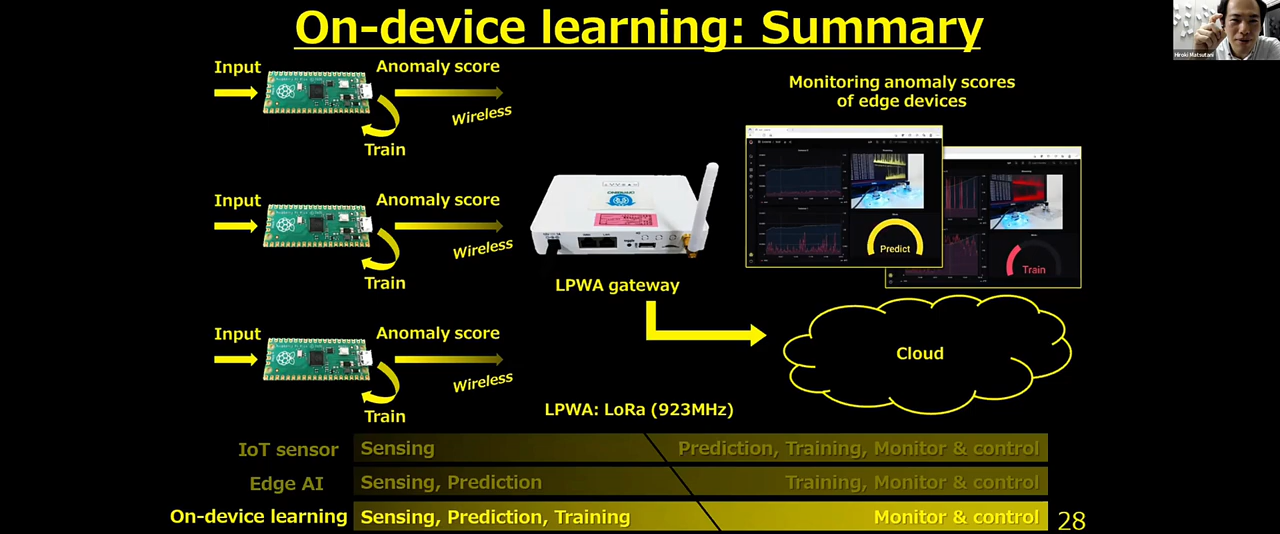 On-device learning: Summary
Hiroki Matsutani
Input
Anomaly score
Wireless
Train
Input
Anomaly score
Wireless
Train
Input
Anomaly score
Wireless
Train
LPWA gateway
Monitoring anomaly scores
of edge devices
Predict
Train
Cloud
LPWA: LoRa (923MHz)
IoT sensor
Sensing
Prediction, Training, Monitor & control
Edge AI
Sensing, Prediction
Training, Monitor & control
On-device learning
Sensing, Prediction, Training
Monitor & control
28